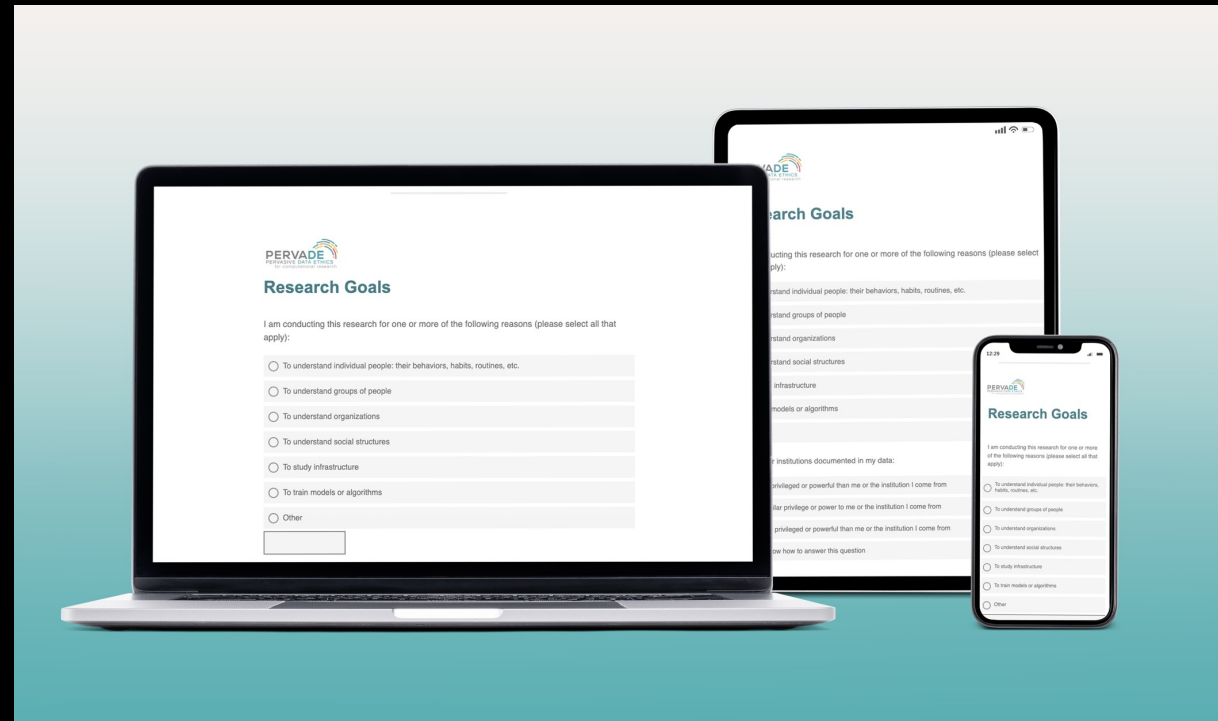 PERVADE
PERVASIVE DATA ETHICS
for computational research
Research Goals
I am conducting this research for one or more of the following reasons (please select all that
apply):
To understand individual people: their behaviors, habits, routines, etc.
To understand groups of people
To understand organizations
To understand social structures
To study infrastructure
To train models or algorithms
Other
VADE
TA ETHICS
earch Goals
ucting this research for one or more of the following reasons (please select
ply):
rstand individual people: their behaviors, habits, routines, etc.
rstand groups of people
rstand organizations
rstand social structures
infrastructure
models or algorithms
r institutions documented in my data:
privileged or powerful than me or the institution I come from
ilar privilege or power to me or the institution I come from
privileged or powerful than me or the institution I come from
ow how to answer this question
12:29
PERVADE
Research Goals
I am conducting this research for one or more
of the following reasons (please select all that
apply):
To understand individual people: their behaviors,
habits, routines, etc.
To understand groups of people
To understand organizations
To understand social structures
To study infrastructure
To train models or algorithms
Other